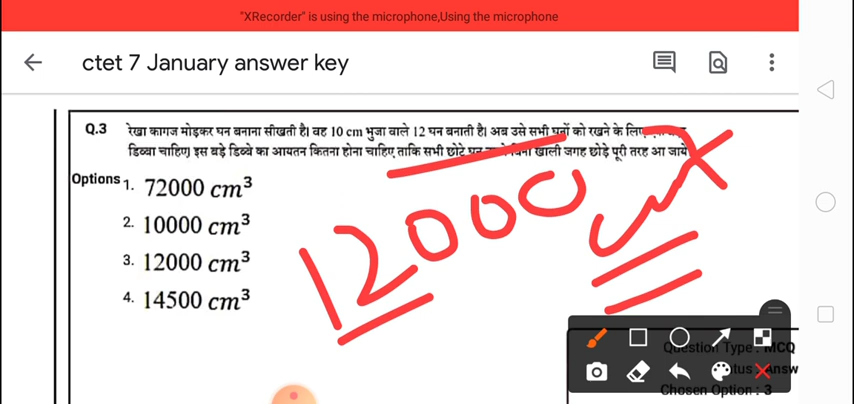 "XRecorder" is using the microphone,Using the microphone
ctet 7 January answer key
Q.3 रेखा कागज मोड़कर घन बनाना सीखती है। वह 10 cm भुजा वाले 12 घन बनाती है। अब उसे सभी घनों को रखने के लिए
डिब्बा चाहिए। इस बड़े डिब्बे का आयतन कितना होना चाहिए ताकि सभी छोटे घन बिना खाली जगह छोड़े पूरी तरह आ जाये
Options 1. 72000 cm³
2. 10000 cm³
3. 12000 cm³
4. 14500 cm³
12000 cm
Question Type : MCQ
Chosen Option : 3